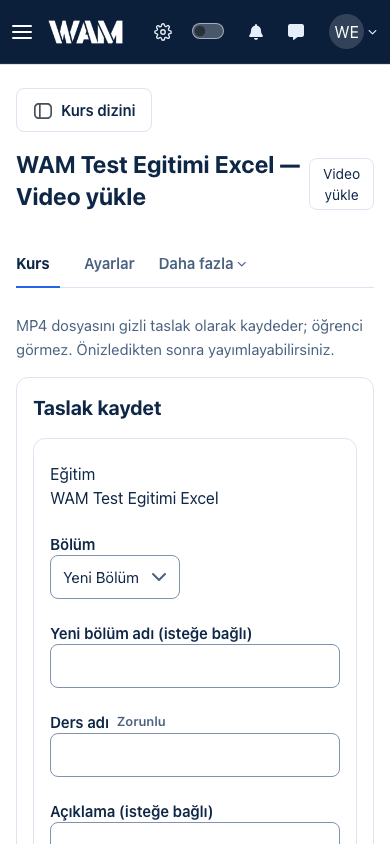 WAM
WE
Kurs dizini
WAM Test Egitimi Excel —
Video yükle
Video
yükle
Kurs
Ayarlar
Daha fazla
MP4 dosyasını gizli taslak olarak kaydeder; öğrenci
görmez. Önizledikten sonra yayımlayabilirsiniz.
Taslak kaydet
Eğitim
WAM Test Egitimi Excel
Bölüm
Yeni Bölüm
Yeni bölüm adı (isteğe bağlı)
Ders adı Zorunlu
Açıklama (isteğe bağlı)